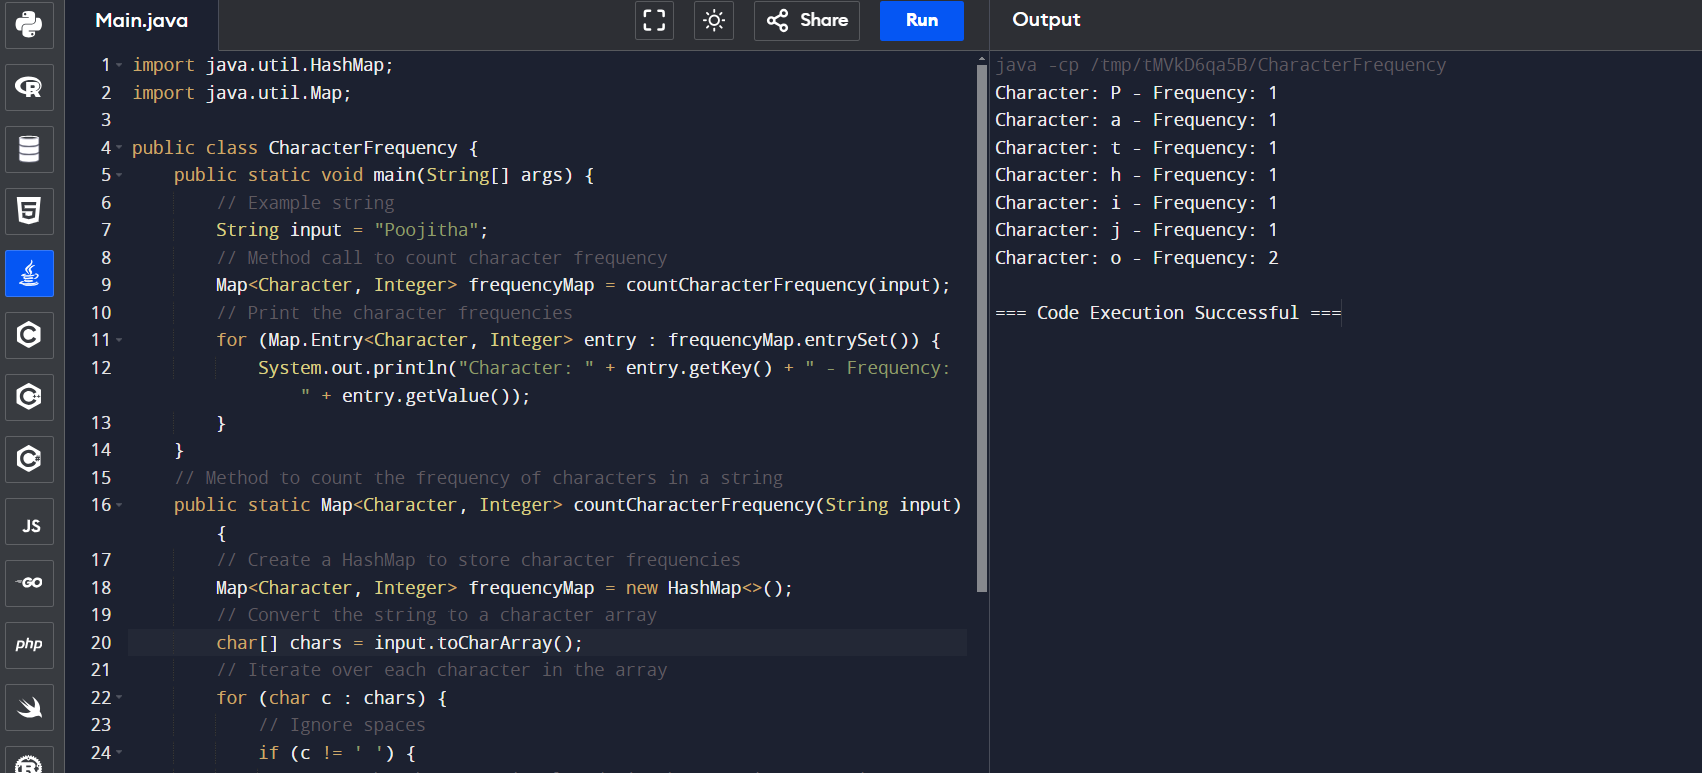 Main.java
Share
Run
Output
1 import java.util.HashMap;
2 import java.util.Map;
3
4 public class CharacterFrequency {
5 public static void main(String[] args) {
6 // Example string
7 String input = "Poojitha";
8 // Method call to count character frequency
9 Map<Character, Integer> frequencyMap = countCharacterFrequency(input);
10 // Print the character frequencies
11 for (Map.Entry<Character, Integer> entry : frequencyMap.entrySet()) {
12 System.out.println("Character: " + entry.getKey() + " - Frequency:
" + entry.getValue());
13 }
14 }
15 // Method to count the frequency of characters in a string
16 public static Map<Character, Integer> countCharacterFrequency(String input)
{
17 // Create a HashMap to store character frequencies
18 Map<Character, Integer> frequencyMap = new HashMap<>();
19 // Convert the string to a character array
20 char[] chars = input.toCharArray();
21 // Iterate over each character in the array
22 for (char c : chars) {
23 // Ignore spaces
24 if (c != ' ') {
java -cp /tmp/tMVkD6qa5B/CharacterFrequency
Character: P - Frequency: 1
Character: a - Frequency: 1
Character: t - Frequency: 1
Character: h - Frequency: 1
Character: i - Frequency: 1
Character: j - Frequency: 1
Character: o - Frequency: 2
=== Code Execution Successful ===
R
5
C
C
C
JS
GO
php
R